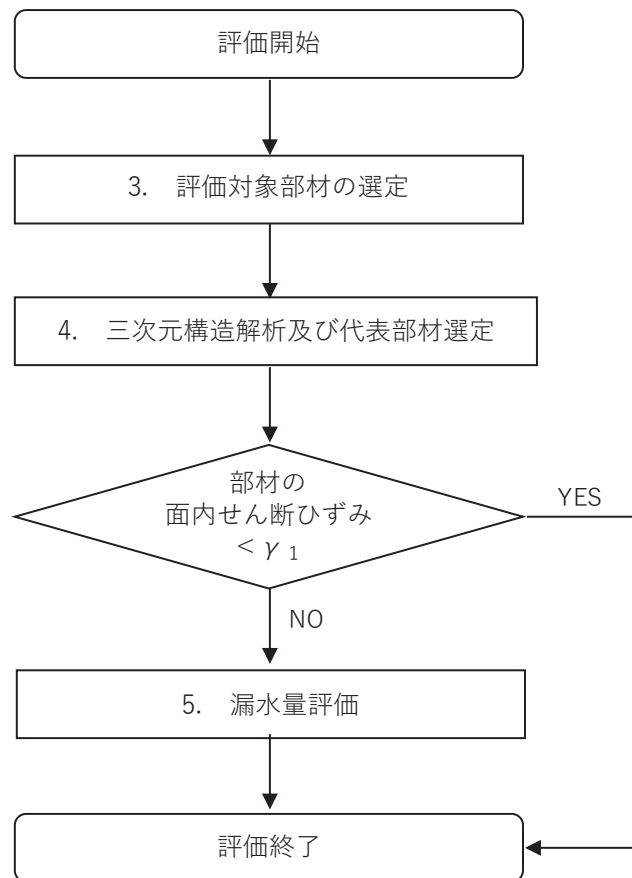 評価開始
3. 評価対象部材の選定
4. 三次元構造解析及び代表部材選定
部材の
面内せん断ひずみ
<γ1
YES
NO
5. 漏水量評価
評価終了